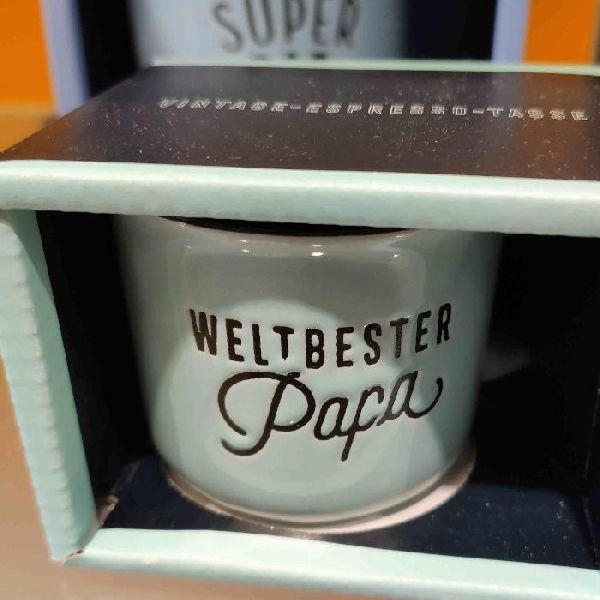 SUPER
VINTAGE-ESPRESSO-TASSE
WELTBESTER
Papa